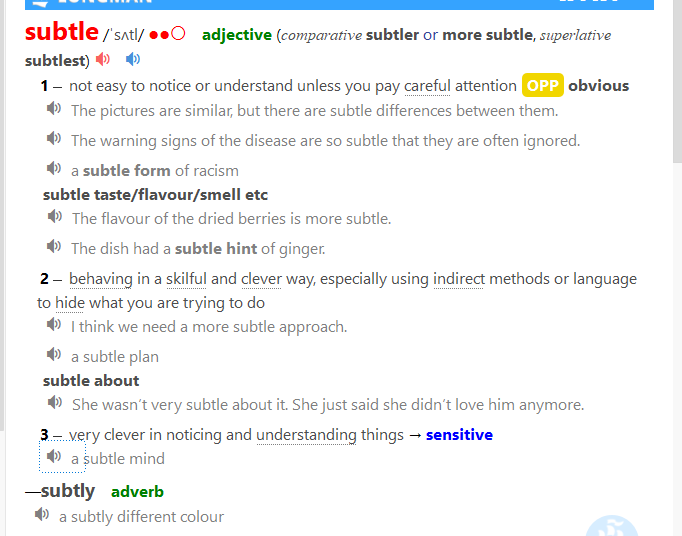 subtle /ˈsʌtl/ ●●○ adjective (comparative subtler or more subtle, superlative
subtlest)
1 – not easy to notice or understand unless you pay careful attention OPP obvious
The pictures are similar, but there are subtle differences between them.
The warning signs of the disease are so subtle that they are often ignored.
a subtle form of racism
subtle taste/flavour/smell etc
The flavour of the dried berries is more subtle.
The dish had a subtle hint of ginger.
2 – behaving in a skilful and clever way, especially using indirect methods or language
to hide what you are trying to do
I think we need a more subtle approach.
a subtle plan
subtle about
She wasn’t very subtle about it. She just said she didn’t love him anymore.
3 – very clever in noticing and understanding things → sensitive
a subtle mind
—subtly adverb
a subtly different colour